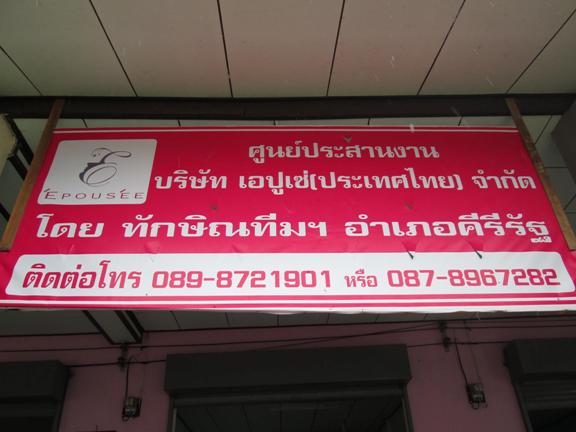 ศูนย์ประสานงาน
ÉPOUSÉE
บริษัท เอปูเซ่(ประเทศไทย) จำกัด
โดย ทักษิณทีมฯ อำเภอคีรีรัฐ
ติดต่อโทร 089-8721901 หรือ 087-8967282